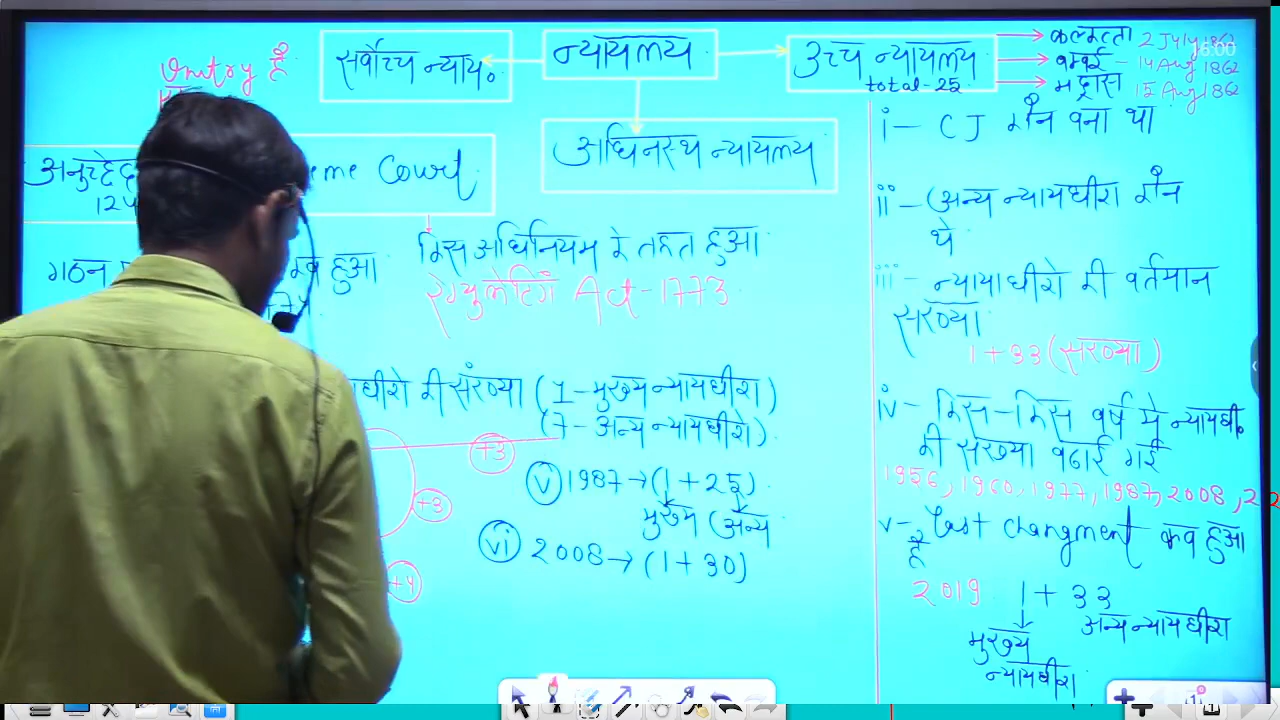 Unitry है
सर्वोच्च न्याय०
न्यायलय
उच्च न्यायलय
total-25
कलकत्ता 2 July 1862
बम्बई - 14 Aug 1862
मद्रास 15 Aug 1862
अधिनस्थ न्यायलय
अनुच्छेद
124
eme Court
गठन
कब हुआ
किस अधिनियम के तहत हुआ
रेग्युलेटिंग Act-1773
धीशो की संख्या (1-मुख्य न्यायधीश)
(7-अन्य न्यायधीशो)
+3
+3
+4
(v) 1987→(1+25)
मुख्य अन्य
(vi) 2008→(1+30)
i- CJ कौन बना था
ii- अन्य न्यायधीश कौन
थे
iii- न्यायाधीशो की वर्तमान
संख्या
1+33 (संख्या)
iv- किस-किस वर्ष मे न्यायधी०
की संख्या बढाई गई
1956, 1960, 1977, 1987, 2008, 2
v- last changment कब हुआ
है
2019 1+33
अन्य न्यायधीश
मुख्य
न्यायधीश